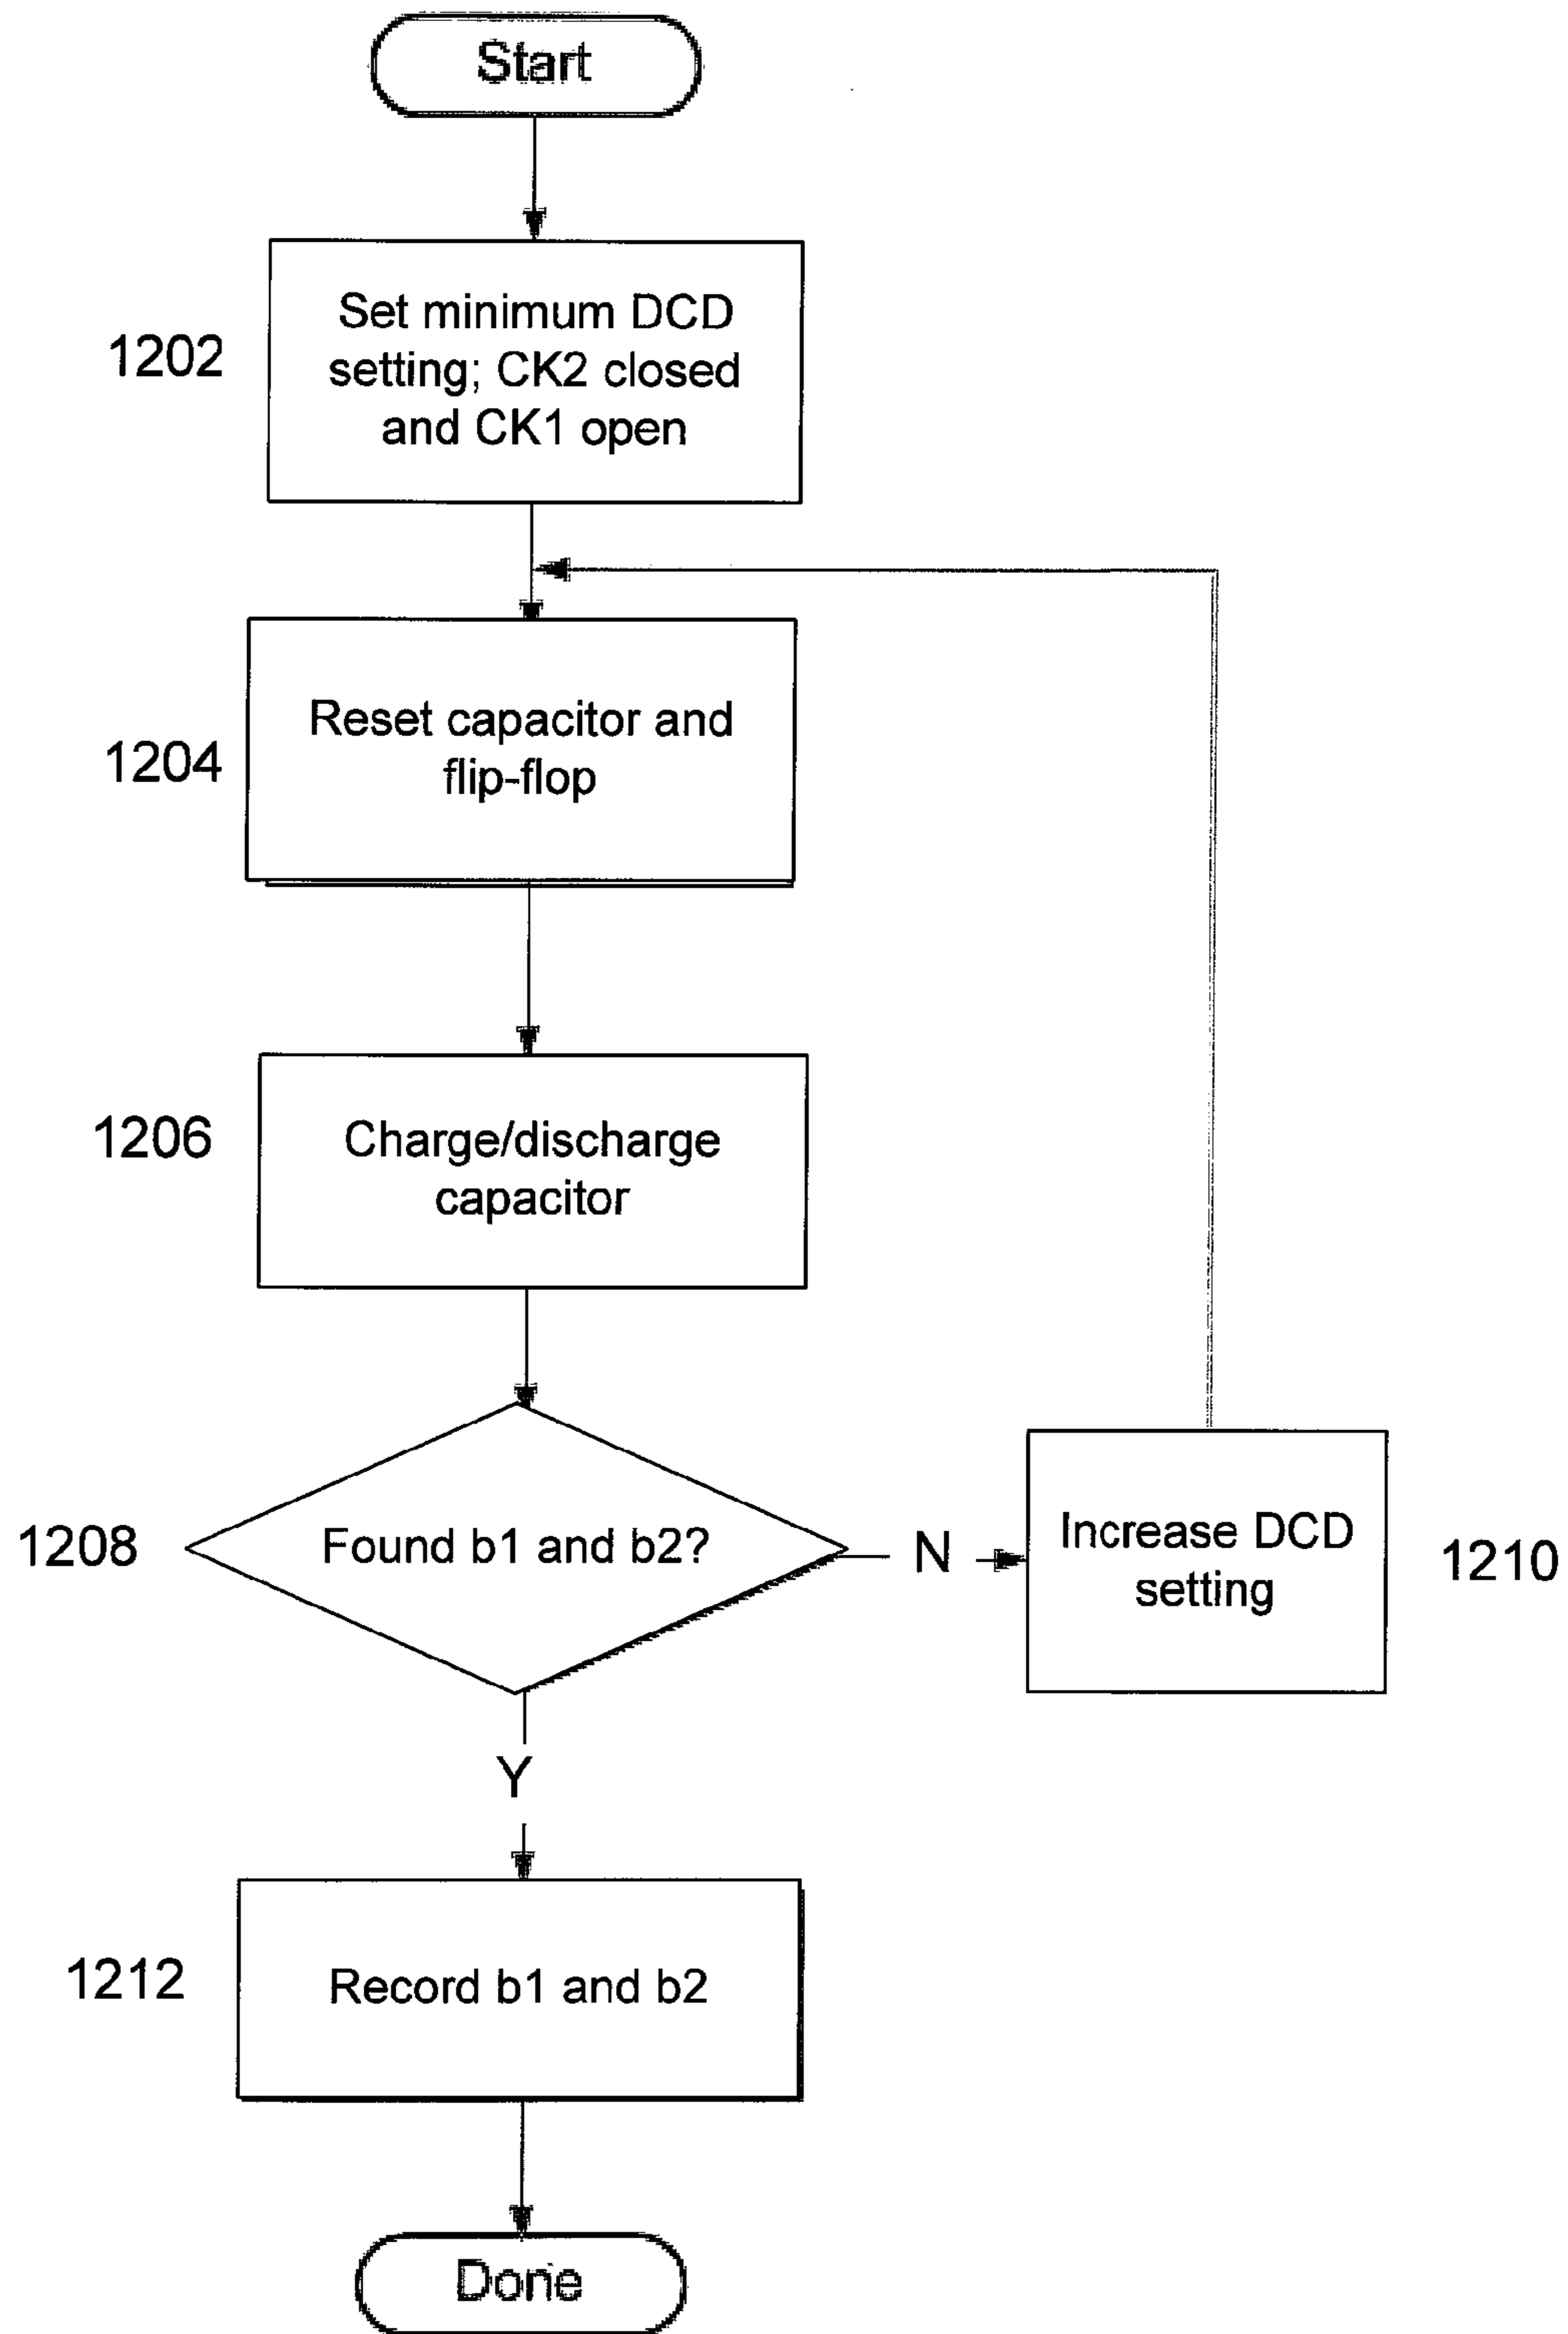 Start
1202
Set minimum DCD
setting; CK2 closed
and CK1 open
1204
Reset capacitor and
flip-flop
1206
Charge/discharge
capacitor
1208
Found b1 and b2?
N
Increase DCD
setting
1210
Y
1212
Record b1 and b2
Done